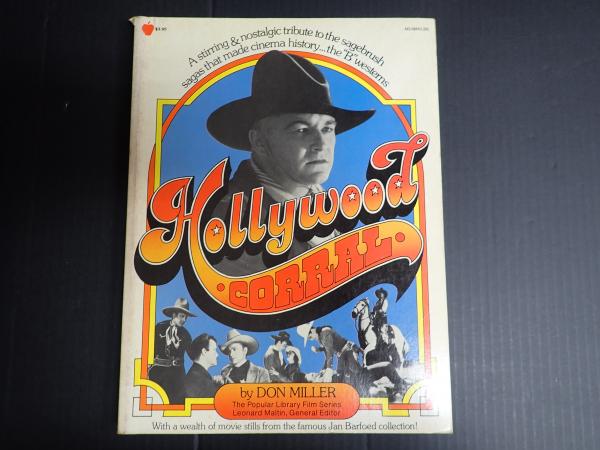 $3.95
A stirring & nostalgic tribute to the sagebrush
sagas that made cinema history...the "B" westerns
Hollywood
CORRAL
by DON MILLER
The Popular Library Film Series
Leonard Maltin, General Editor
With a wealth of movie stills from the famous Jan Barfoed collection!